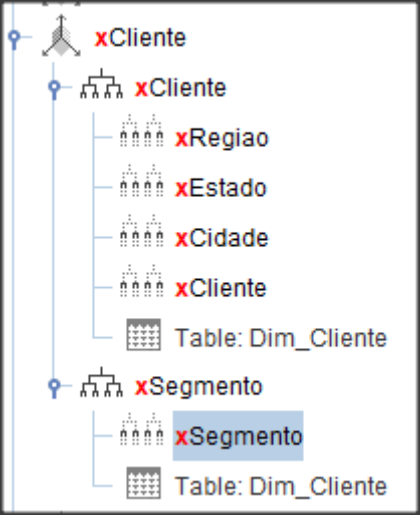 xCliente
xCliente
xRegiao
xEstado
xCidade
xCliente
Table: Dim_Cliente
xSegmento
xSegmento
Table: Dim_Cliente